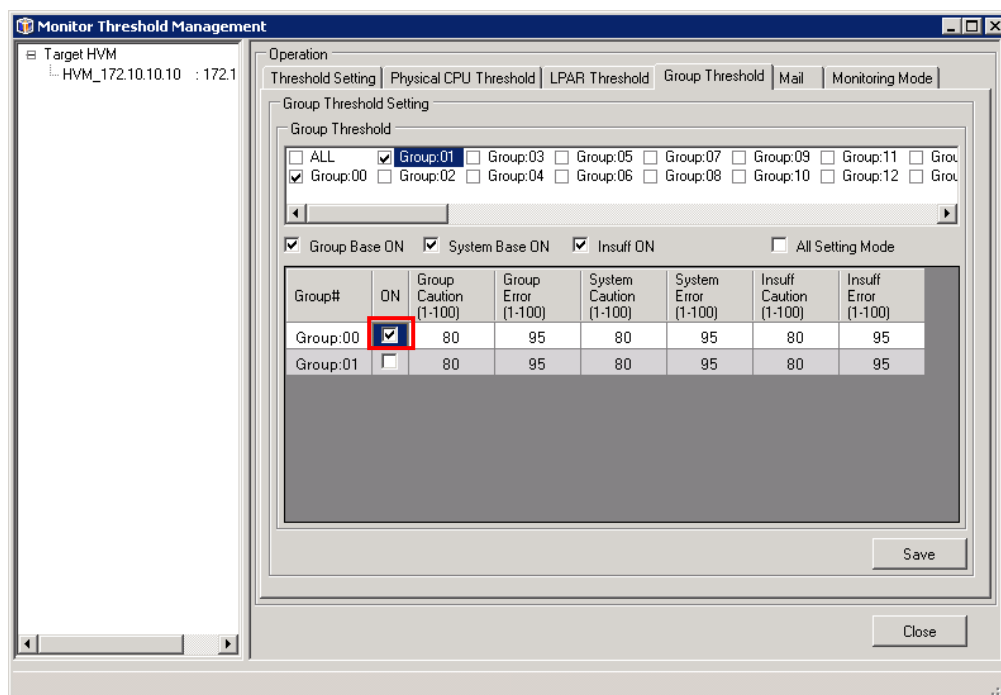 Monitor Threshold Management
Target HVM
HVM_172.10.10.10 : 172.1
Operation
Threshold Setting Physical CPU Threshold LPAR Threshold Group Threshold Mail Monitoring Mode
Group Threshold Setting
Group Threshold
ALL Group:01 Group:03 Group:05 Group:07 Group:09 Group:11 Grou
Group:00 Group:02 Group:04 Group:06 Group:08 Group:10 Group:12 Grou
Group Base ON System Base ON Insuff ON All Setting Mode
Group# ON Group Caution (1-100) Group Error (1-100) System Caution (1-100) System Error (1-100) Insuff Caution (1-100) Insuff Error (1-100)
Group:00 80 95 80 95 80 95
Group:01 80 95 80 95 80 95
Save
Close